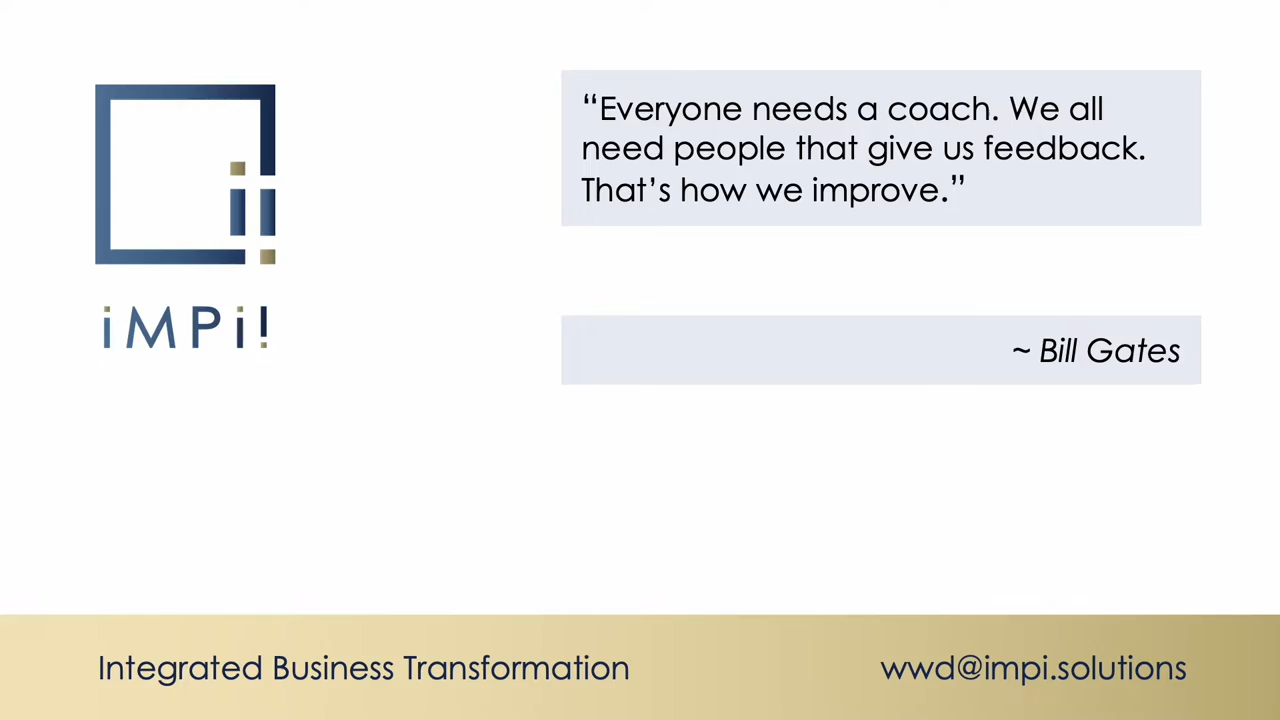 iMPi!
“Everyone needs a coach. We all
need people that give us feedback.
That’s how we improve.”
~ Bill Gates
Integrated Business Transformation
wwd@impi.solutions